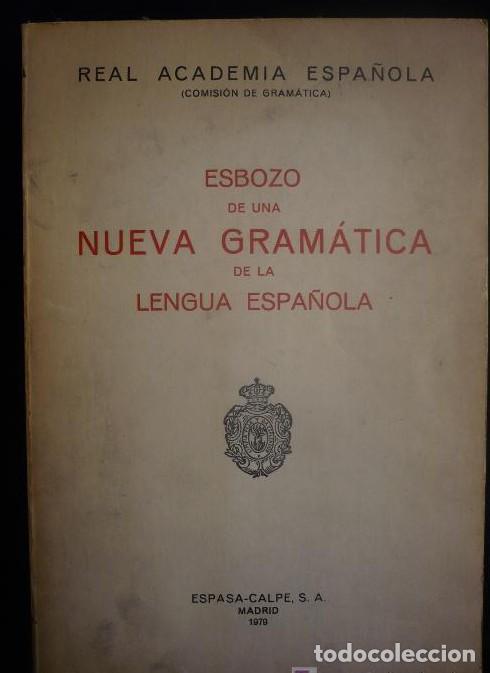 REAL ACADEMIA ESPAÑOLA
(COMISIÓN DE GRAMÁTICA)
ESBOZO
DE UNA
NUEVA GRAMÁTICA
DE LA
LENGUA ESPAÑOLA
ESPASA-CALPE, S. A.
MADRID
1979
todocoleccion